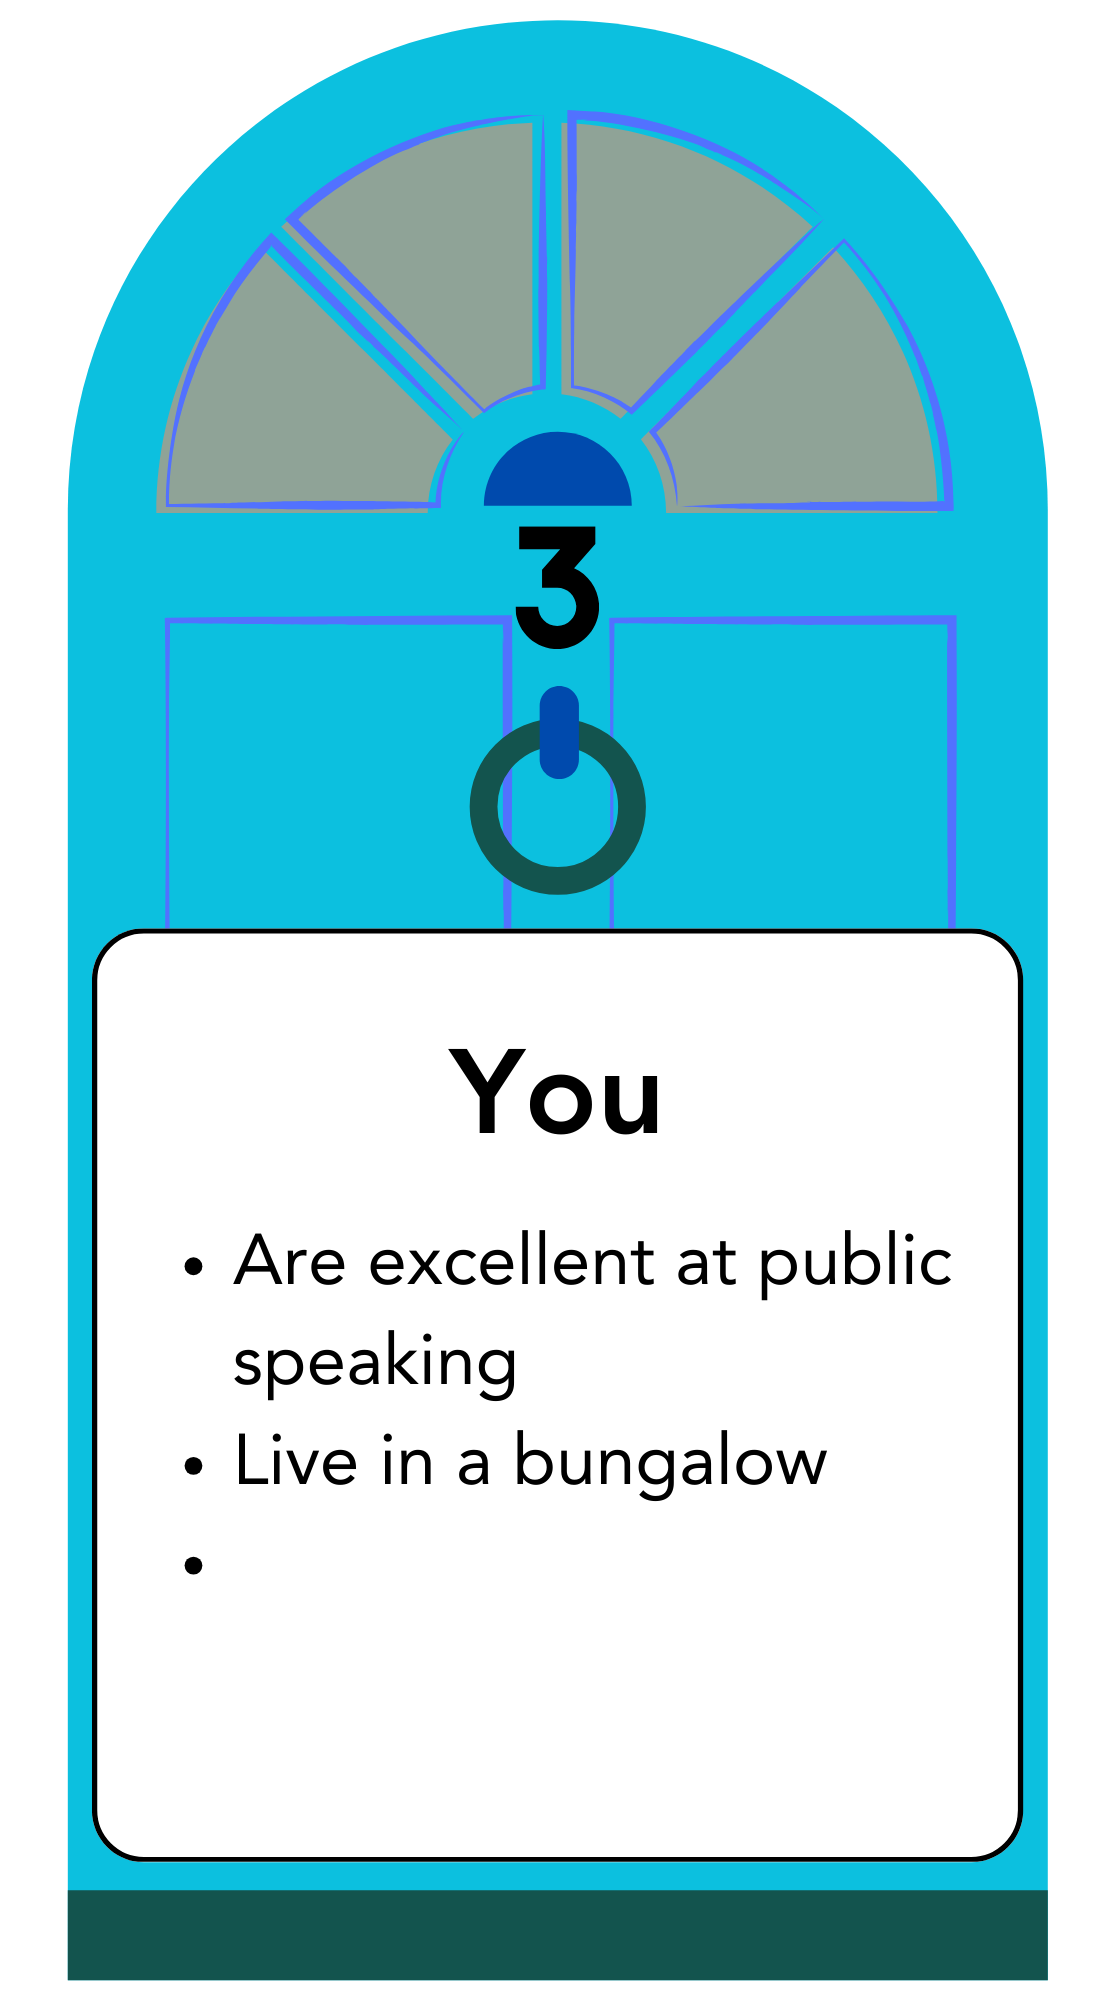 3
You
• Are excellent at public
speaking
• Live in a bungalow
•